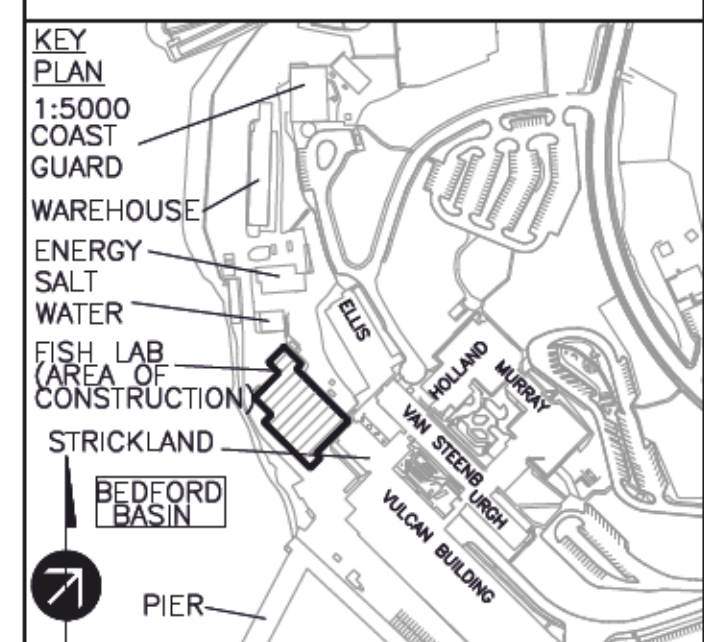 KEY
PLAN
1:5000
COAST
GUARD
WAREHOUSE
ENERGY
SALT
WATER
FISH LAB
(AREA OF
CONSTRUCTION)
STRICKLAND
BEDFORD
BASIN
PIER
ELLIS
HOLLAND
MURRAY
VAN STEENB
URGH
VULCAN BUILDING